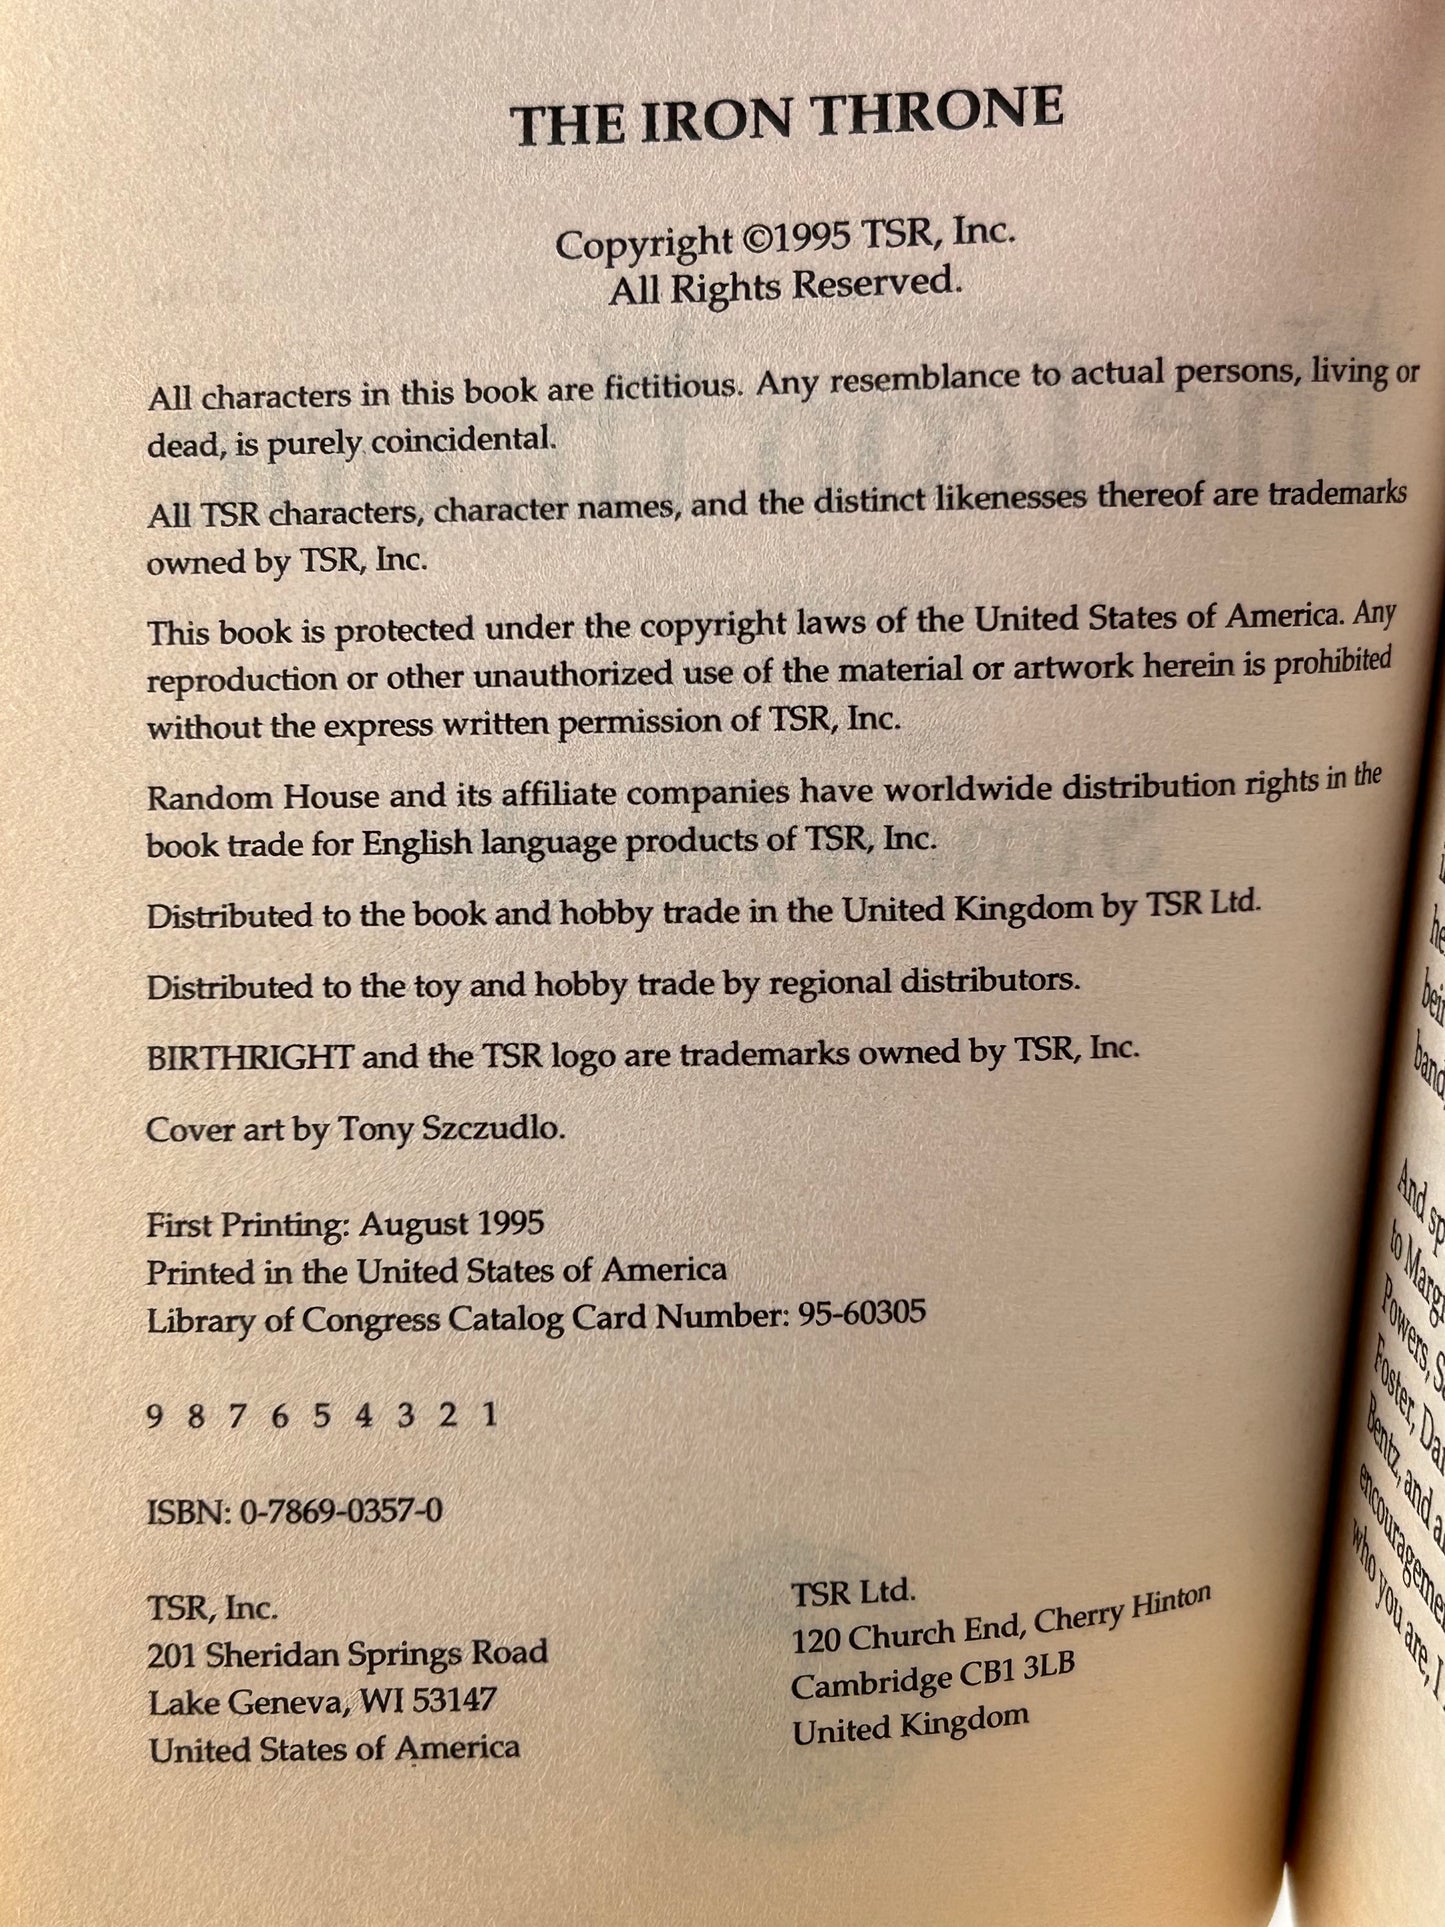 THE IRON THRONE
Copyright ©1995 TSR, Inc.
All Rights Reserved.
All characters in this book are fictitious. Any resemblance to actual persons, living or
dead, is purely coincidental.
All TSR characters, character names, and the distinct likenesses thereof are trademarks
owned by TSR, Inc.
This book is protected under the copyright laws of the United States of America. Any
reproduction or other unauthorized use of the material or artwork herein is prohibited
without the express written permission of TSR, Inc.
Random House and its affiliate companies have worldwide distribution rights in the
book trade for English language products of TSR, Inc.
Distributed to the book and hobby trade in the United Kingdom by TSR Ltd.
Distributed to the toy and hobby trade by regional distributors.
BIRTHRIGHT and the TSR logo are trademarks owned by TSR, Inc.
Cover art by Tony Szczudlo.
First Printing: August 1995
Printed in the United States of America
Library of Congress Catalog Card Number: 95-60305
9 8 7 6 5 4 3 2 1
ISBN: 0-7869-0357-0
TSR, Inc.
201 Sheridan Springs Road
Lake Geneva, WI 53147
United States of America
TSR Ltd.
120 Church End, Cherry Hinton
Cambridge CB1 3LB
United Kingdom
And
to
Powers,
Foster,
Bentz, and
who you are, I